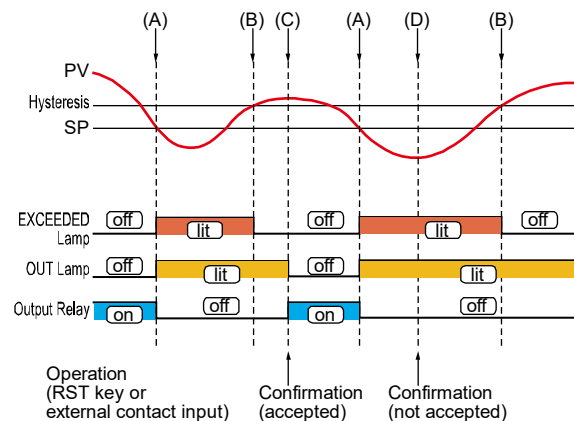 (A) (B) (C) (A) (D) (B)
PV
Hysteresis
SP
EXCEEDED
Lamp
off lit off lit off
OUT Lamp
off lit off lit
Output Relay
on off on off
Operation
(RST key or
external contact input)
Confirmation
(accepted)
Confirmation
(not accepted)